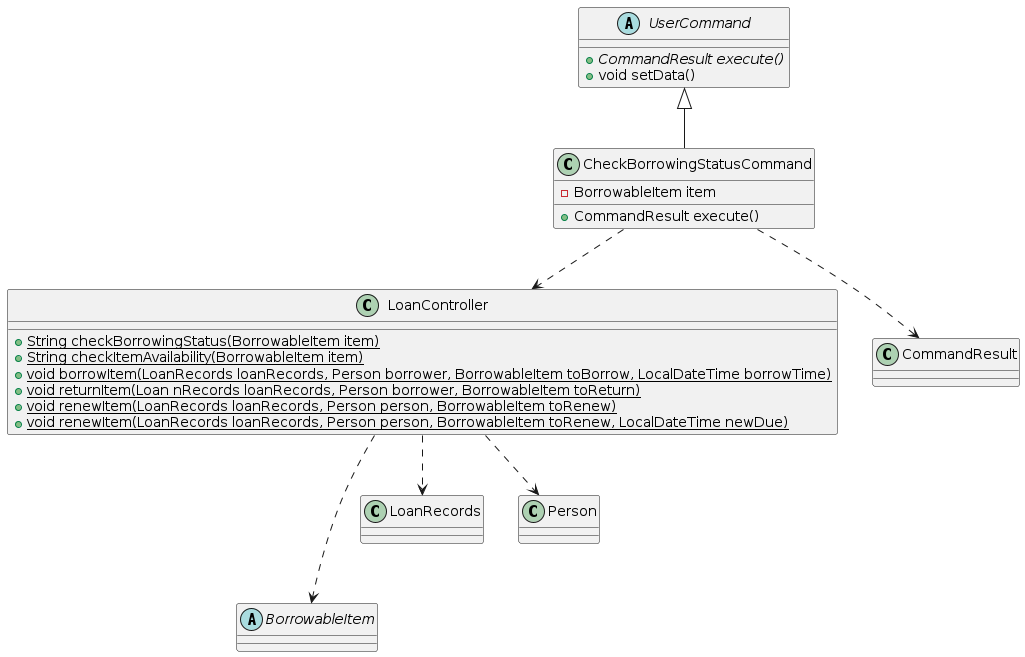 A UserCommand
CommandResult execute()
void setData()
C CheckBorrowingStatusCommand
BorrowableItem item
CommandResult execute()
C LoanController
String checkBorrowingStatus(BorrowableItem item)
String checkItemAvailability(BorrowableItem item)
void borrowItem(LoanRecords loanRecords, Person borrower, BorrowableItem toBorrow, LocalDateTime borrowTime)
void returnItem(Loan nRecords loanRecords, Person borrower, BorrowableItem toReturn)
void renewItem(LoanRecords loanRecords, Person person, BorrowableItem toRenew)
void renewItem(LoanRecords loanRecords, Person person, BorrowableItem toRenew, LocalDateTime newDue)
C CommandResult
C LoanRecords
C Person
A BorrowableItem